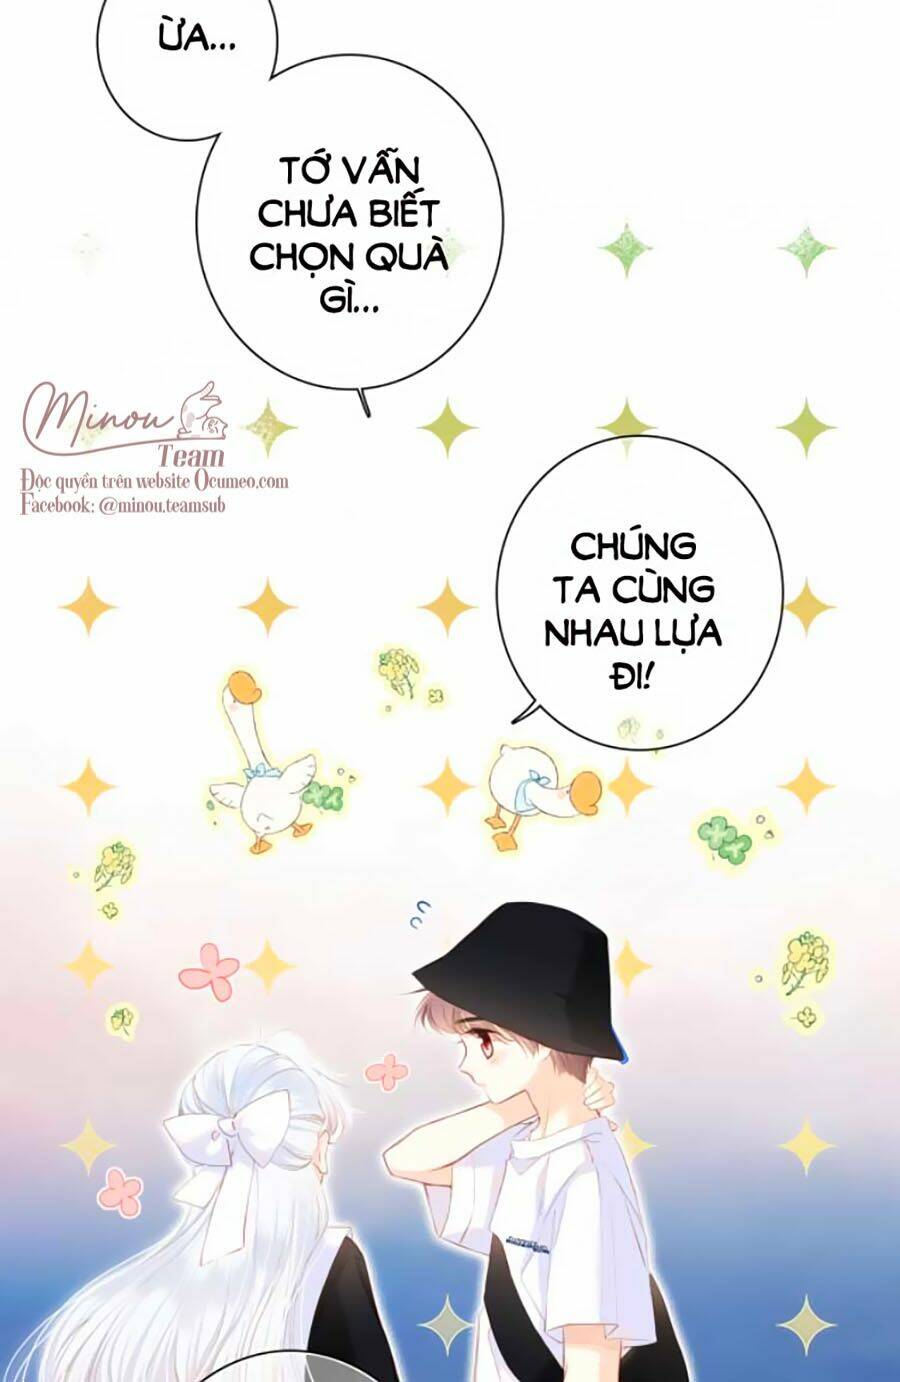 ỪA...
TỚ VẪN
CHƯA BIẾT
CHỌN QUÀ
GÌ...
Minou
Team
Độc quyền trên website Ocumeo.com
Facebook: @minou.teamsub
CHÚNG
TA CÙNG
NHAU LỰA
ĐI!